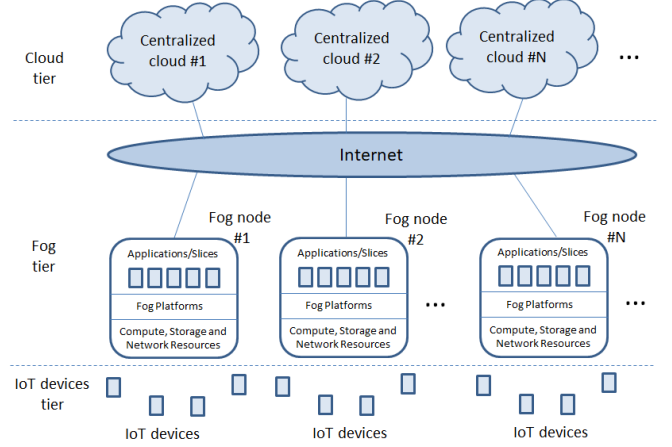 Cloud
tier
Centralized
cloud #1
Centralized
cloud #2
Centralized
cloud #N
...
Internet
Fog
tier
Fog node
#1
Applications/Slices
Fog Platforms
Compute, Storage and
Network Resources
Fog node
#2
Applications/Slices
Fog Platforms
Compute, Storage and
Network Resources
...
Fog node
#N
Applications/Slices
Fog Platforms
Compute, Storage and
Network Resources
...
IoT devices
tier
IoT devices
IoT devices
IoT devices